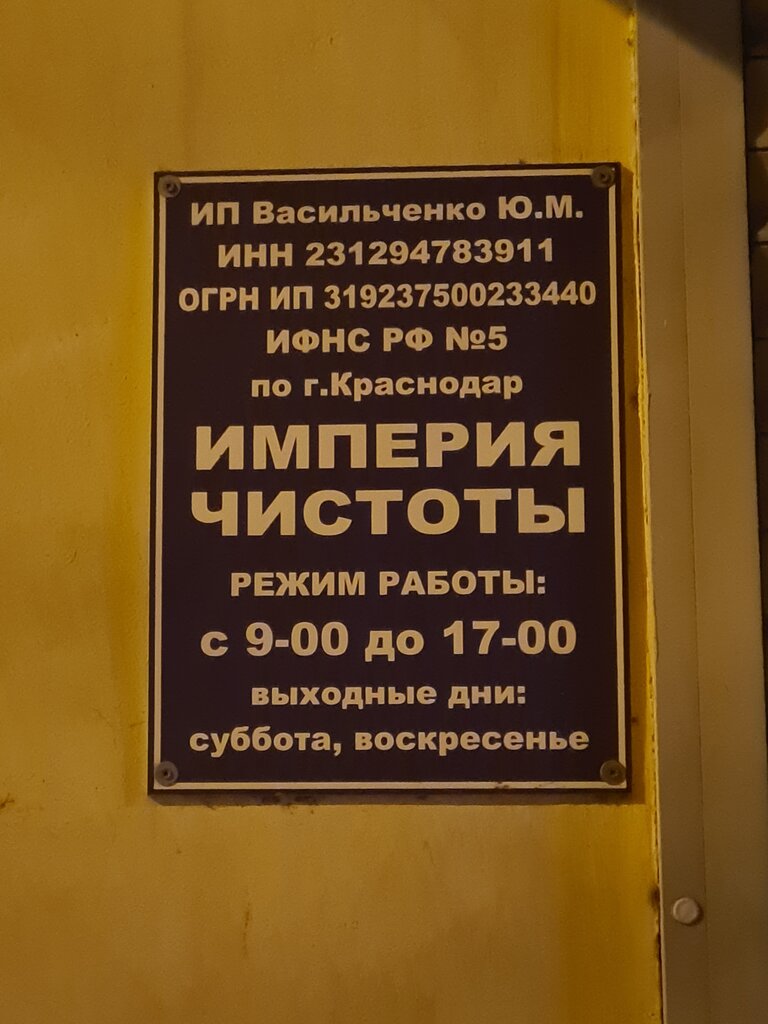 ИП Васильченко Ю.М.
ИНН 231294783911
ОГРН ИП 319237500233440
ИФНС РФ №5
по г.Краснодар
ИМПЕРИЯ
ЧИСТОТЫ
РЕЖИМ РАБОТЫ:
с 9-00 до 17-00
выходные дни:
суббота, воскресенье